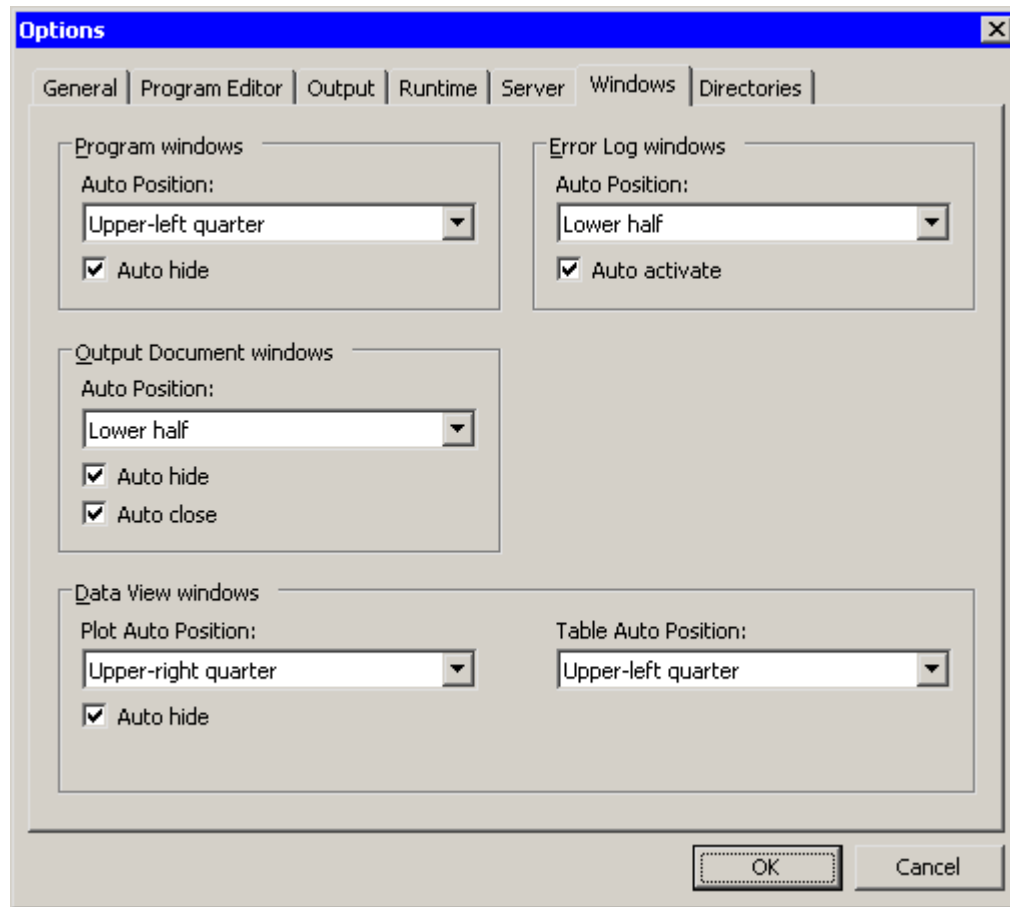 Options
General
Program Editor
Output
Runtime
Server
Windows
Directories
Program windows
Auto Position:
Upper-left quarter
Auto hide
Error Log windows
Auto Position:
Lower half
Auto activate
Output Document windows
Auto Position:
Lower half
Auto hide
Auto close
Data View windows
Plot Auto Position:
Upper-right quarter
Auto hide
Table Auto Position:
Upper-left quarter
OK
Cancel